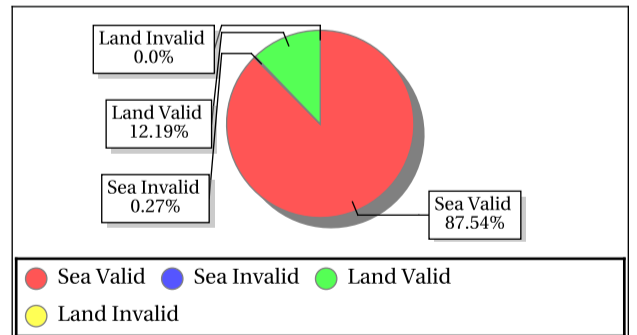 Land Invalid
0.0%
Land Valid
12.19%
Sea Invalid
0.27%
Sea Valid
87.54%
Sea Valid Sea Invalid Land Valid
Land Invalid